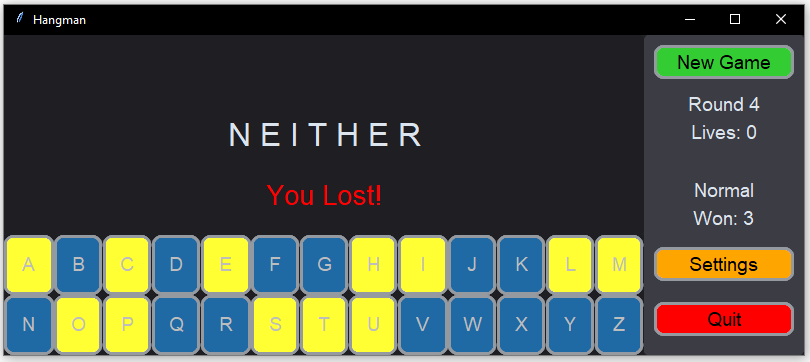 Hangman
New Game
Round 4
Lives: 0
N E I T H E R
You Lost!
Normal
Won: 3
A B C D E F G H I J K L M
Settings
N O P Q R S T U V W X Y Z
Quit